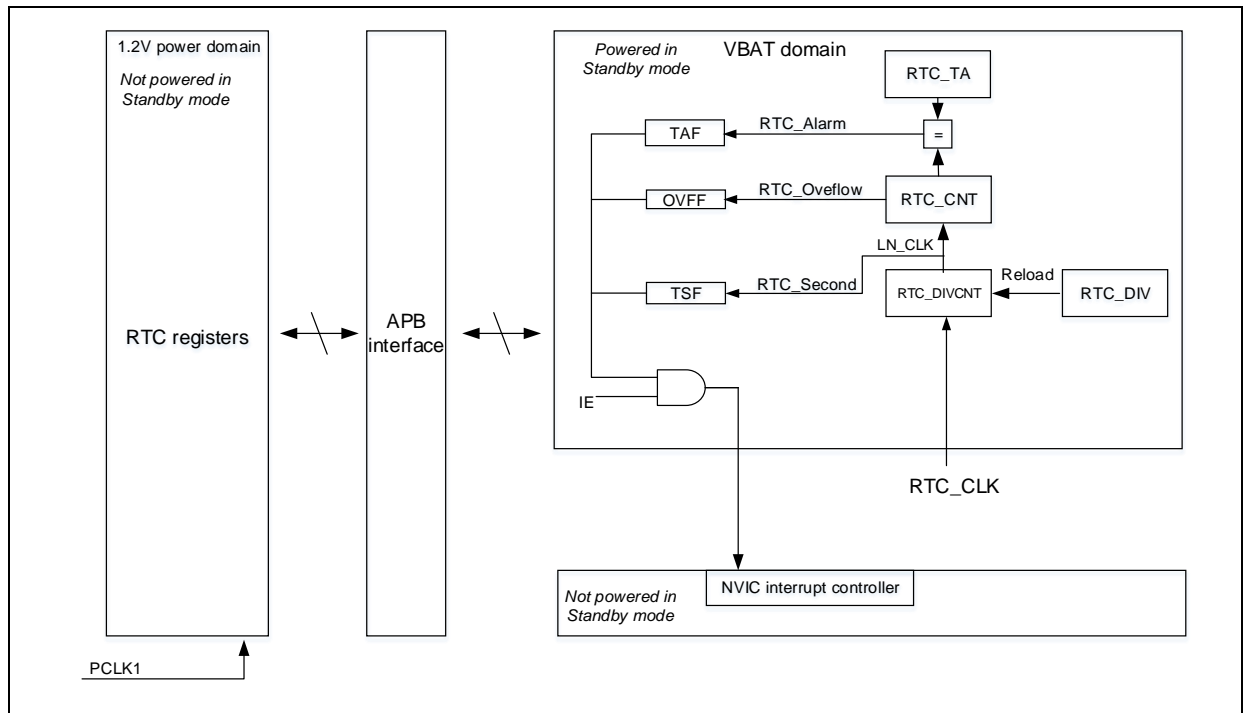 1.2V power domain
Not powered in
Standby mode
RTC registers
PCLK1
APB
interface
Powered in
Standby mode
VBAT domain
RTC_TA
TAF
RTC_Alarm
=
OVFF
RTC_Oveflow
RTC_CNT
LN_CLK
TSF
RTC_Second
RTC_DIVCNT
Reload
RTC_DIV
IE
RTC_CLK
NVIC interrupt controller
Not powered in
Standby mode